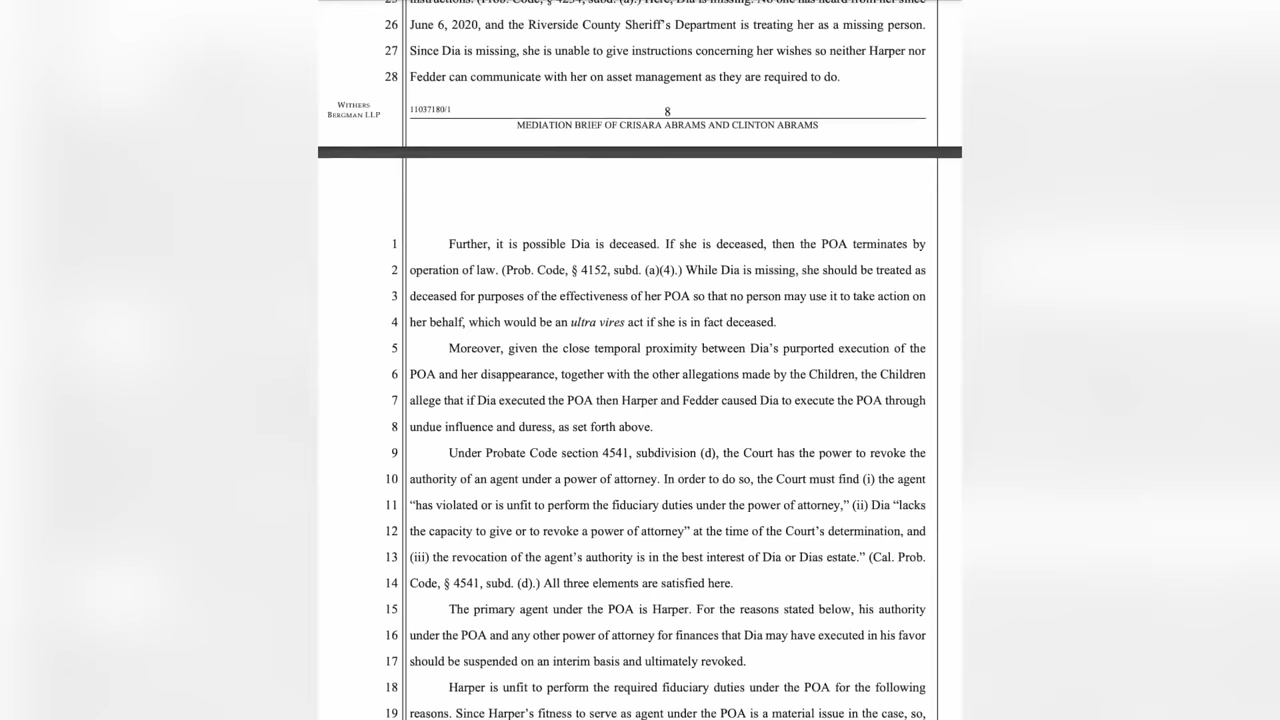 25 instructions. (Prob. Code, § 4234, subd. (a).) Here, Dia is missing. No one has heard from her since
26 June 6, 2020, and the Riverside County Sheriff's Department is treating her as a missing person.
27 Since Dia is missing, she is unable to give instructions concerning her wishes so neither Harper nor
28 Fedder can communicate with her on asset management as they are required to do.
WITHERS
BERGMAN LLP
11037180/1
8
MEDIATION BRIEF OF CRISARA ABRAMS AND CLINTON ABRAMS
1 Further, it is possible Dia is deceased. If she is deceased, then the POA terminates by
2 operation of law. (Prob. Code, § 4152, subd. (a)(4).) While Dia is missing, she should be treated as
3 deceased for purposes of the effectiveness of her POA so that no person may use it to take action on
4 her behalf, which would be an ultra vires act if she is in fact deceased.
5 Moreover, given the close temporal proximity between Dia's purported execution of the
6 POA and her disappearance, together with the other allegations made by the Children, the Children
7 allege that if Dia executed the POA then Harper and Fedder caused Dia to execute the POA through
8 undue influence and duress, as set forth above.
9 Under Probate Code section 4541, subdivision (d), the Court has the power to revoke the
10 authority of an agent under a power of attorney. In order to do so, the Court must find (i) the agent
11 "has violated or is unfit to perform the fiduciary duties under the power of attorney," (ii) Dia "lacks
12 the capacity to give or to revoke a power of attorney" at the time of the Court's determination, and
13 (iii) the revocation of the agent's authority is in the best interest of Dia or Dias estate." (Cal. Prob.
14 Code, § 4541, subd. (d).) All three elements are satisfied here.
15 The primary agent under the POA is Harper. For the reasons stated below, his authority
16 under the POA and any other power of attorney for finances that Dia may have executed in his favor
17 should be suspended on an interim basis and ultimately revoked.
18 Harper is unfit to perform the required fiduciary duties under the POA for the following
19 reasons. Since Harper's fitness to serve as agent under the POA is a material issue in the case, so,